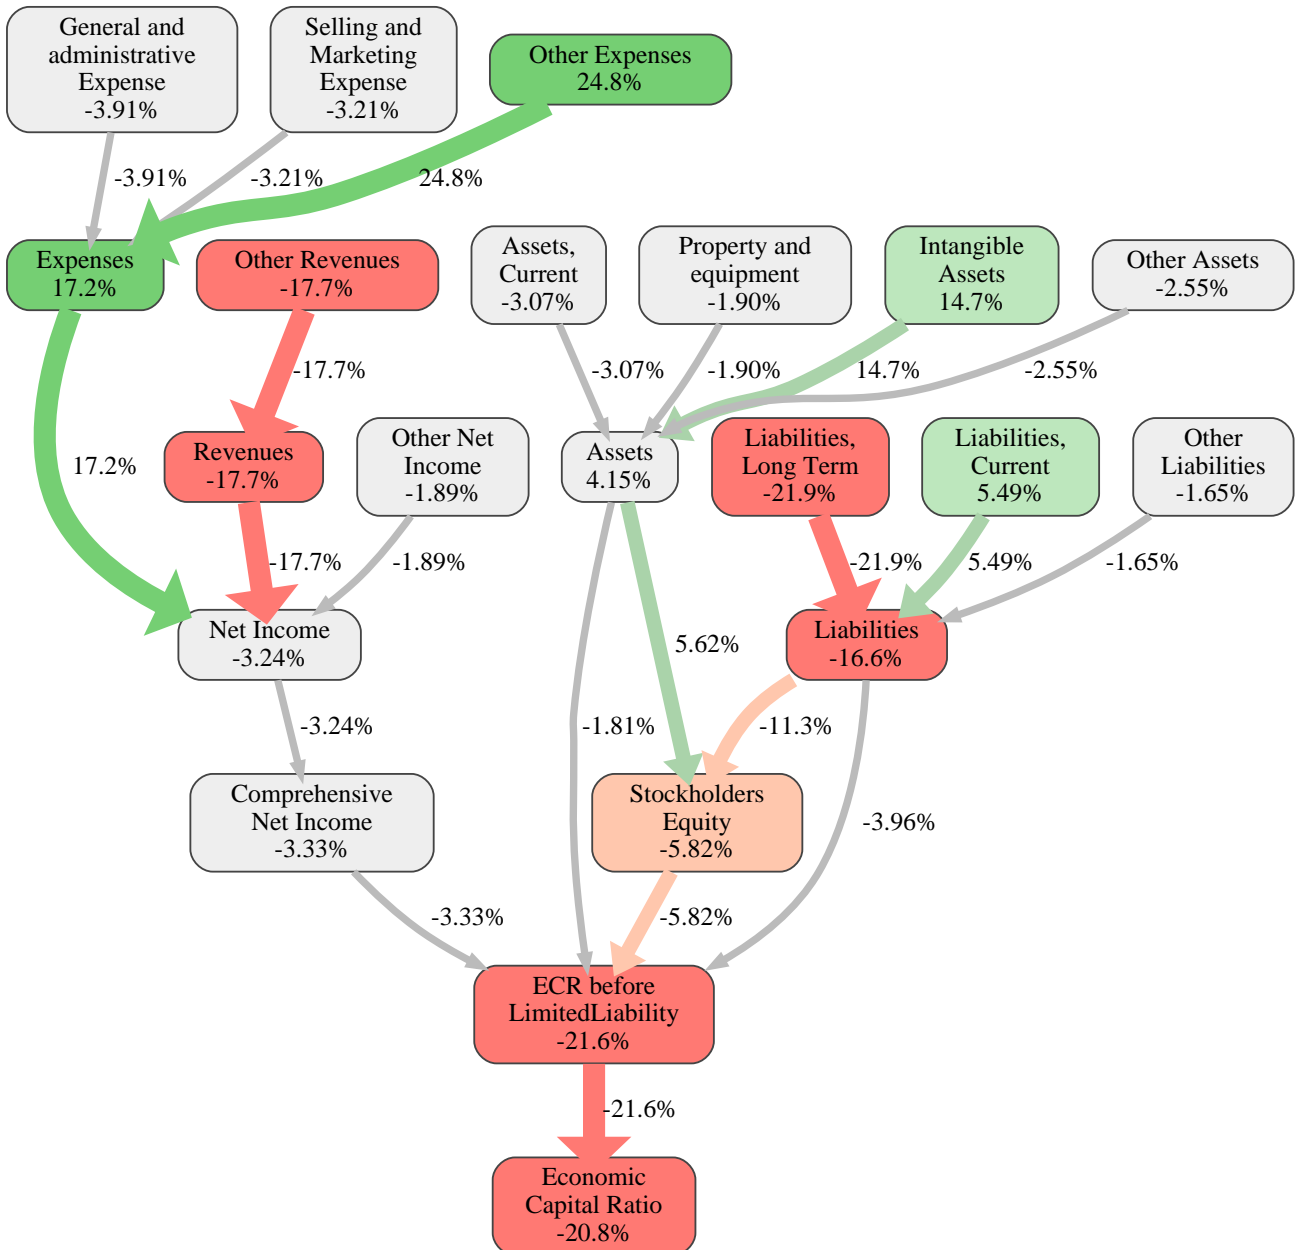 General and
administrative
Expense
-3.91%
Selling and
Marketing
Expense
-3.21%
Other Expenses
24.8%
-3.91%
-3.21%
24.8%
Expenses
17.2%
Other Revenues
-17.7%
Assets,
Current
-3.07%
Property and
equipment
-1.90%
Intangible
Assets
14.7%
Other Assets
-2.55%
-17.7%
-3.07%
-1.90%
14.7%
-2.55%
17.2%
Revenues
-17.7%
Other Net
Income
-1.89%
Assets
4.15%
Liabilities,
Long Term
-21.9%
Liabilities,
Current
5.49%
Other
Liabilities
-1.65%
-17.7%
-1.89%
-21.9%
5.49%
-1.65%
Net Income
-3.24%
5.62%
Liabilities
-16.6%
-3.24%
-1.81%
-11.3%
Comprehensive
Net Income
-3.33%
Stockholders
Equity
-5.82%
-3.96%
-3.33%
-5.82%
ECR before
LimitedLiability
-21.6%
-21.6%
Economic
Capital Ratio
-20.8%